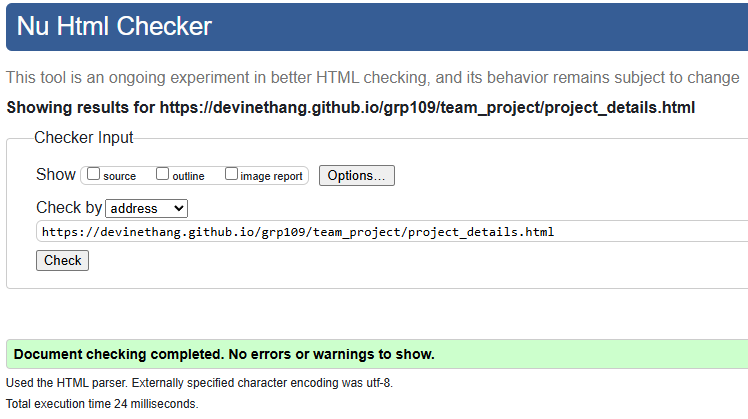 Nu Html Checker
This tool is an ongoing experiment in better HTML checking, and its behavior remains subject to change
Showing results for https://devinethang.github.io/grp109/team_project/project_details.html
Checker Input
Show source outline image report Options...
Check by address
https://devinethang.github.io/grp109/team_project/project_details.html
Check
Document checking completed. No errors or warnings to show.
Used the HTML parser. Externally specified character encoding was utf-8.
Total execution time 24 milliseconds.